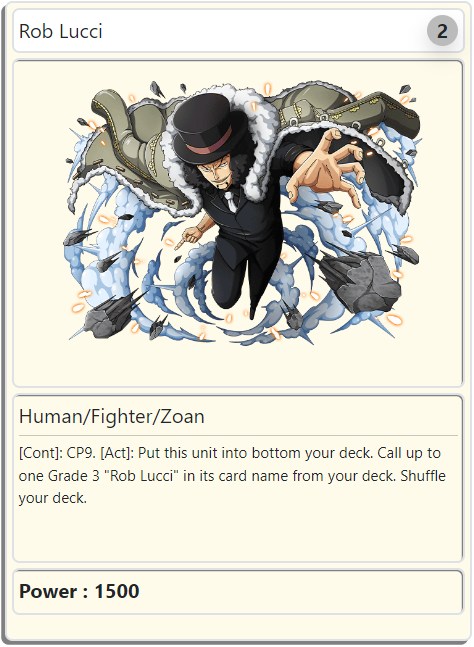 Rob Lucci
2
Human/Fighter/Zoan
[Cont]: CP9. [Act]: Put this unit into bottom your deck. Call up to
one Grade 3 "Rob Lucci" in its card name from your deck. Shuffle
your deck.
Power : 1500